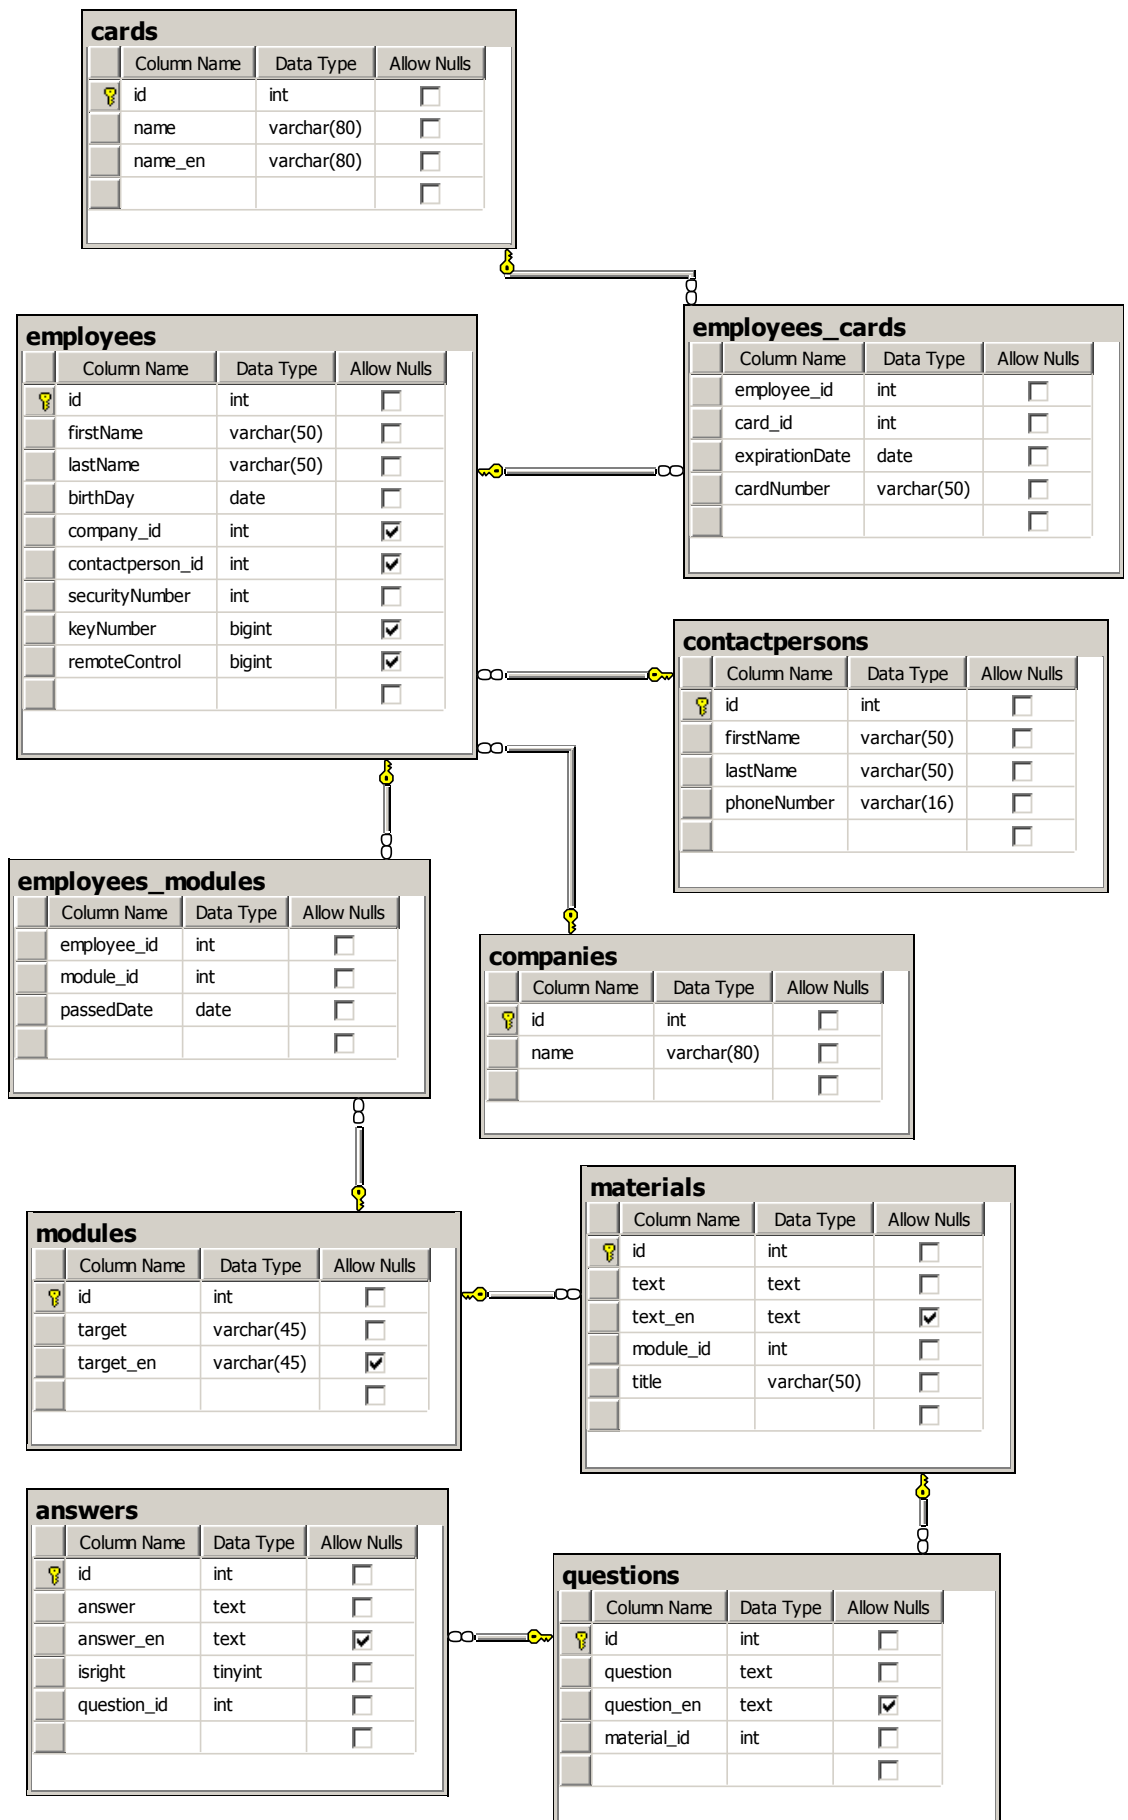 cards
Column Name Data Type Allow Nulls
id int
name varchar(80)
name_en varchar(80)
employees
Column Name Data Type Allow Nulls
id int
firstName varchar(50)
lastName varchar(50)
birthDay date
company_id int
contactperson_id int
securityNumber int
keyNumber bigint
remoteControl bigint
employees_cards
Column Name Data Type Allow Nulls
employee_id int
card_id int
expirationDate date
cardNumber varchar(50)
contactpersons
Column Name Data Type Allow Nulls
id int
firstName varchar(50)
lastName varchar(50)
phoneNumber varchar(16)
employees_modules
Column Name Data Type Allow Nulls
employee_id int
module_id int
passedDate date
companies
Column Name Data Type Allow Nulls
id int
name varchar(80)
materials
Column Name Data Type Allow Nulls
id int
text text
text_en text
module_id int
title varchar(50)
modules
Column Name Data Type Allow Nulls
id int
target varchar(45)
target_en varchar(45)
answers
Column Name Data Type Allow Nulls
id int
answer text
answer_en text
isright tinyint
question_id int
questions
Column Name Data Type Allow Nulls
id int
question text
question_en text
material_id int